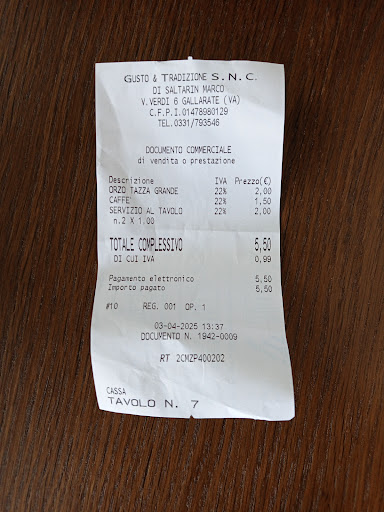 GUSTO & TRADIZIONE S.N.C.
DI SALTARIN MARCO
V.VERDI 6 GALLARATE (VA)
C.F.P.I.01478980129
TEL.0331/793546
DOCUMENTO COMMERCIALE
di vendita o prestazione
Descrizione IVA Prezzo(€)
ORZO TAZZA GRANDE 22% 2,00
CAFFE' 22% 1,50
SERVIZIO AL TAVOLO 22% 2,00
n.2 X 1.00
TOTALE COMPLESSIVO 5,50
DI CUI IVA 0,99
Pagamento elettronico 5,50
Importo pagato 5,50
#10 REG. 001 OP. 1
03-04-2025 13:37
DOCUMENTO N. 1942-0009
RT 2CMZP400202
CASSA
TAVOLO N. 7